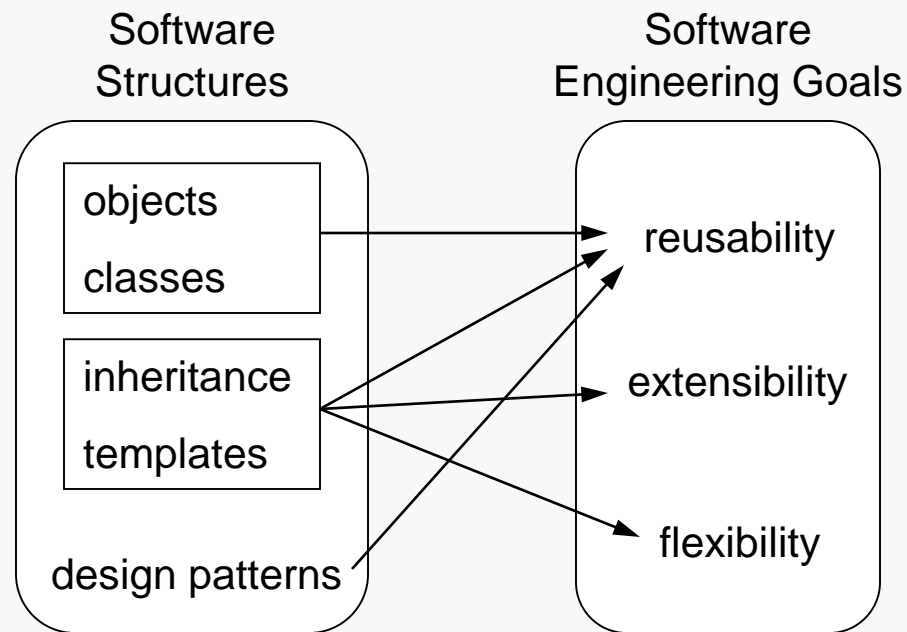 Software
Structures
Software
Engineering Goals
objects
classes
inheritance
templates
design patterns
reusability
extensibility
flexibility